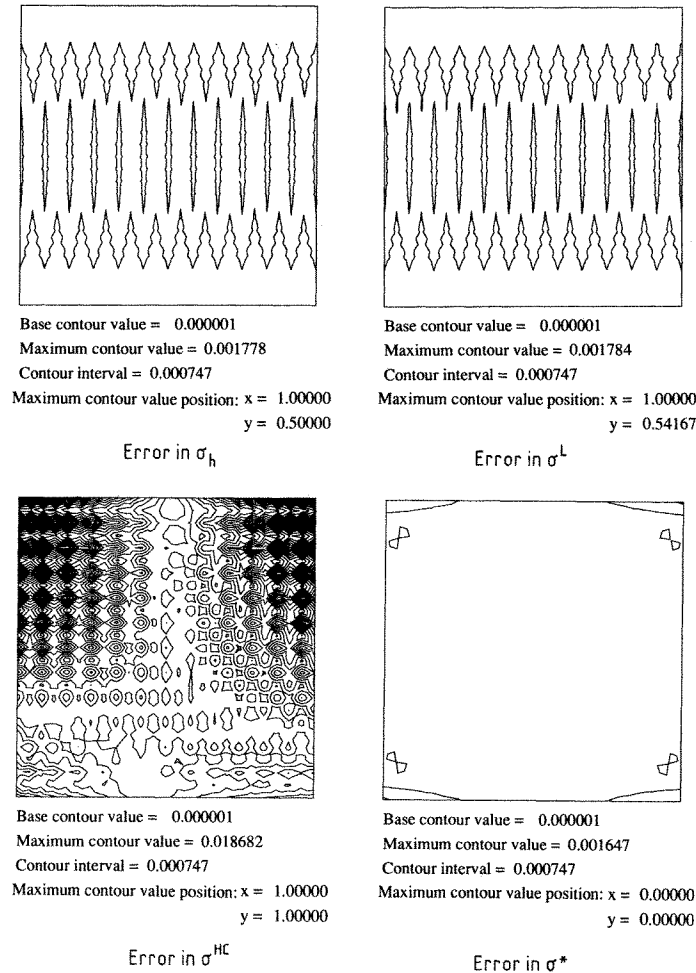 Base contour value = 0.000001
Maximum contour value = 0.001778
Contour interval = 0.000747
Maximum contour value position: x = 1.00000
y = 0.50000
Error in σ_h
Base contour value = 0.000001
Maximum contour value = 0.001784
Contour interval = 0.000747
Maximum contour value position: x = 1.00000
y = 0.54167
Error in σ^L
Base contour value = 0.000001
Maximum contour value = 0.018682
Contour interval = 0.000747
Maximum contour value position: x = 1.00000
y = 1.00000
Error in σ^HC
Base contour value = 0.000001
Maximum contour value = 0.001647
Contour interval = 0.000747
Maximum contour value position: x = 0.00000
y = 0.00000
Error in σ*